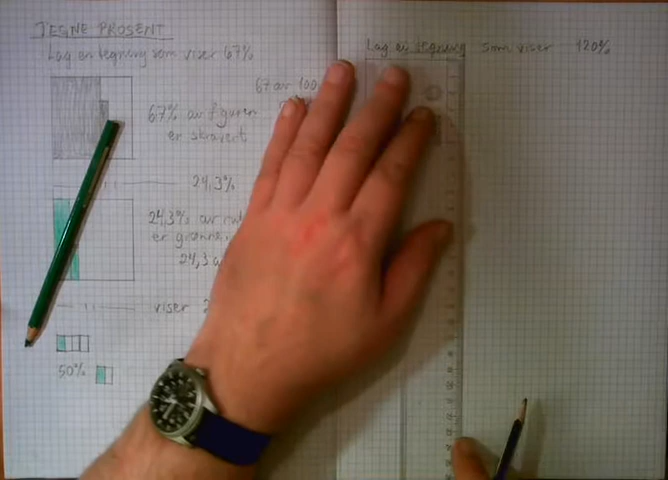 TEGNE PROSENT
Lag en tegning som viser 67%
67 av 100
67% av figuren
er skravert
24,3%
24,3% av
er
24,3
viser
50%
Lag en tegning som viser 120%